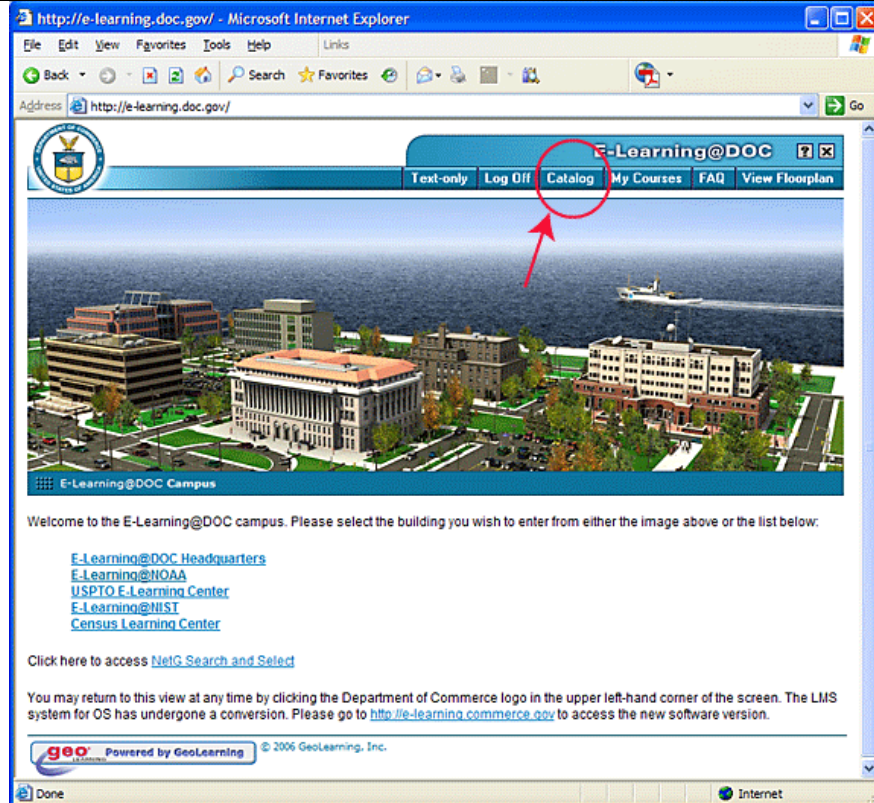 http://e-learning.doc.gov/ - Microsoft Internet Explorer
File Edit View Favorites Tools Help Links
Back Search Favorites
Address http://e-learning.doc.gov/ Go
E-Learning@DOC ? X
Text-only Log Off Catalog My Courses FAQ View Floorplan
E-Learning@DOC Campus
Welcome to the E-Learning@DOC campus. Please select the building you wish to enter from either the image above or the list below:
E-Learning@DOC Headquarters
E-Learning@NOAA
USPTO E-Learning Center
E-Learning@NIST
Census Learning Center
Click here to access NetG Search and Select
You may return to this view at any time by clicking the Department of Commerce logo in the upper left-hand corner of the screen. The LMS
system for OS has undergone a conversion. Please go to http://e-learning.commerce.gov to access the new software version.
geo LEARNING Powered by GeoLearning © 2006 GeoLearning, Inc.
Done Internet